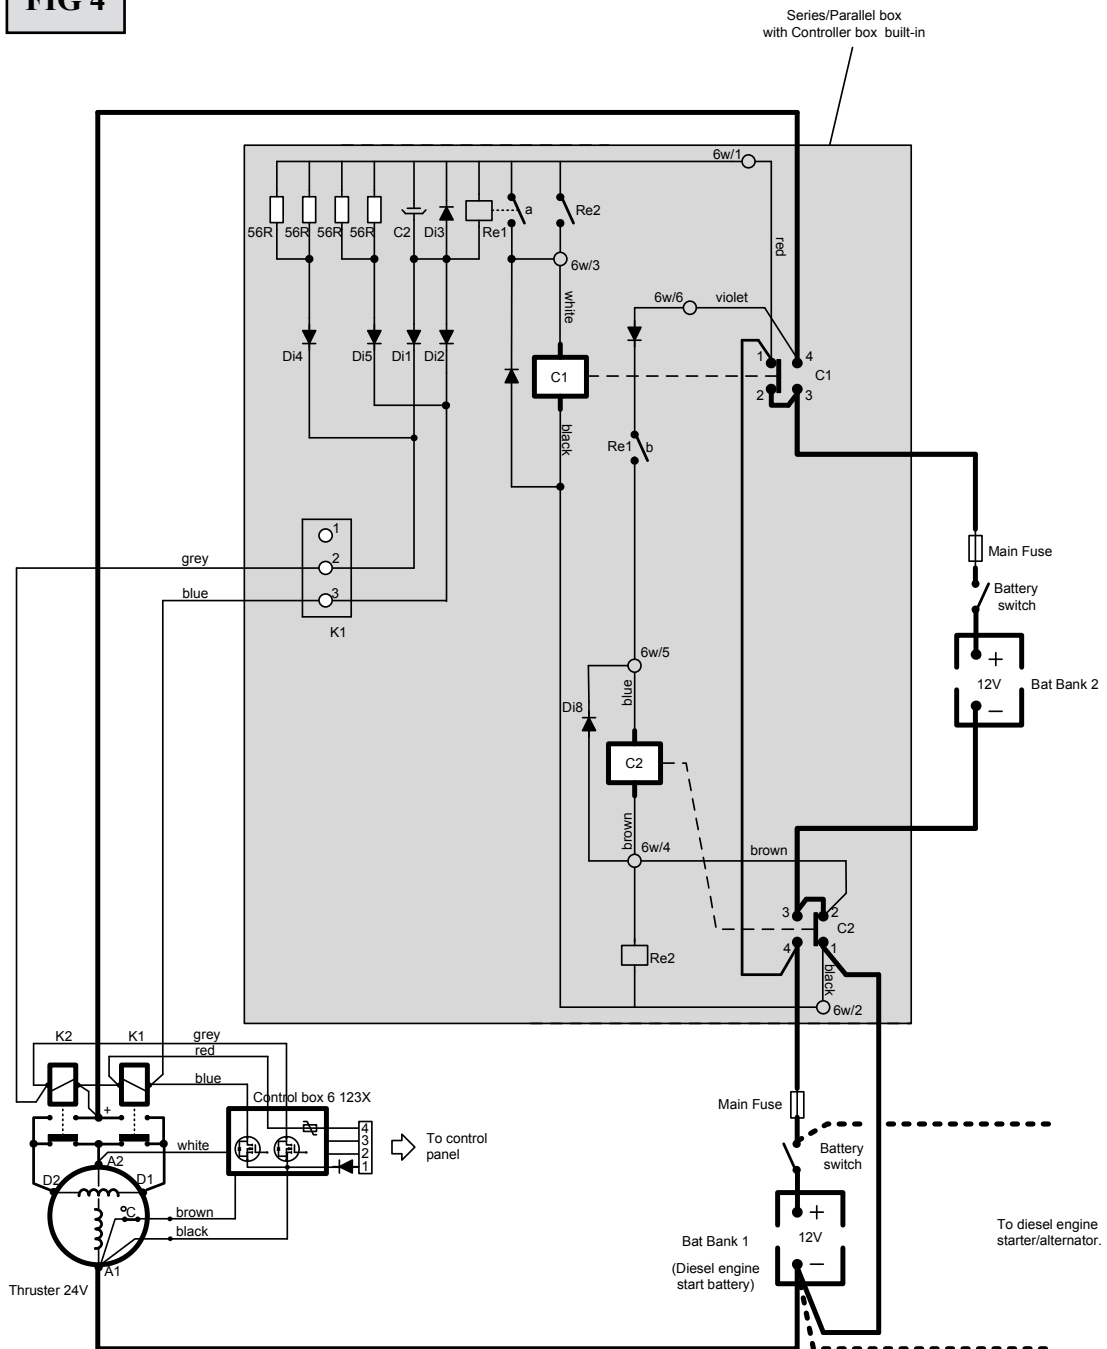 FIG 4
Series/Parallel box
with Controller box built-in
6w/1
56R 56R 56R 56R C2 Di3 Re1 a Re2
6w/3
red
white
6w/6 violet
Di4 Di5 Di1 Di2
C1
1 4
C1
2 3
black
Re1 b
1
grey
2
blue
3
K1
Main Fuse
Battery
switch
+
12V
Bat Bank 2
–
6w/5
blue
Di8
C2
brown
6w/4
brown
3 2
C2
4 1
Re2
black
6w/2
K2 K1 grey
red
blue
Control box 6 123X
+
white
4
3
2
1
To control
panel
A2
D2 D1
°C
brown
black
A1
Thruster 24V
Main Fuse
Battery
switch
+
12V
–
Bat Bank 1
(Diesel engine
start battery)
To diesel engine
starter/alternator.